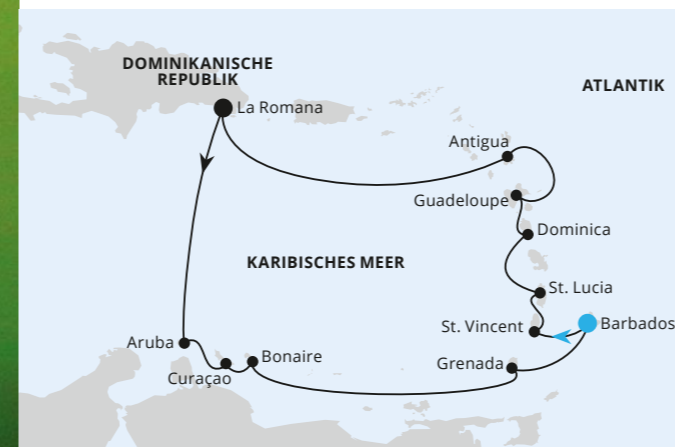 DOMINIKANISCHE
REPUBLIK
ATLANTIK
La Romana
Antigua
Guadeloupe
Dominica
KARIBISCHES MEER
St. Lucia
St. Vincent
Barbados
Aruba
Bonaire
Grenada
Curaçao